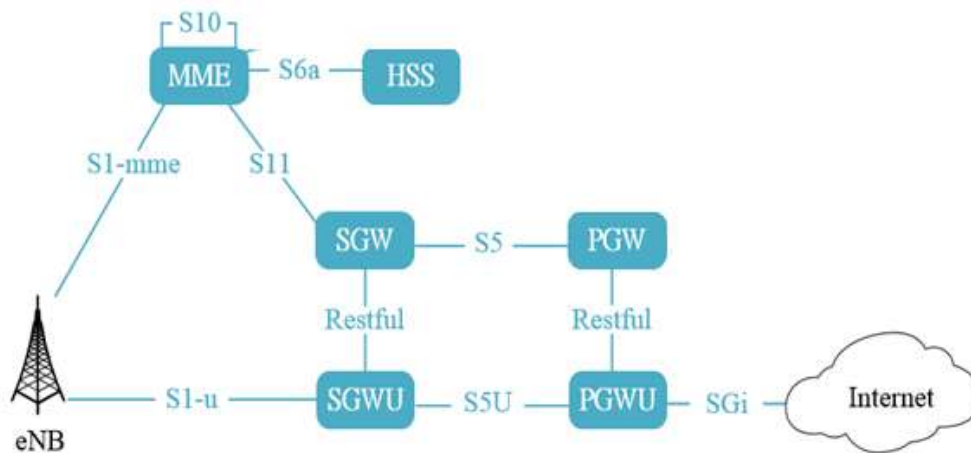 S10
MME
S6a
HSS
S1-mme
S11
SGW
S5
PGW
Restful
Restful
S1-u
SGWU
S5U
PGWU
SGi
Internet
eNB